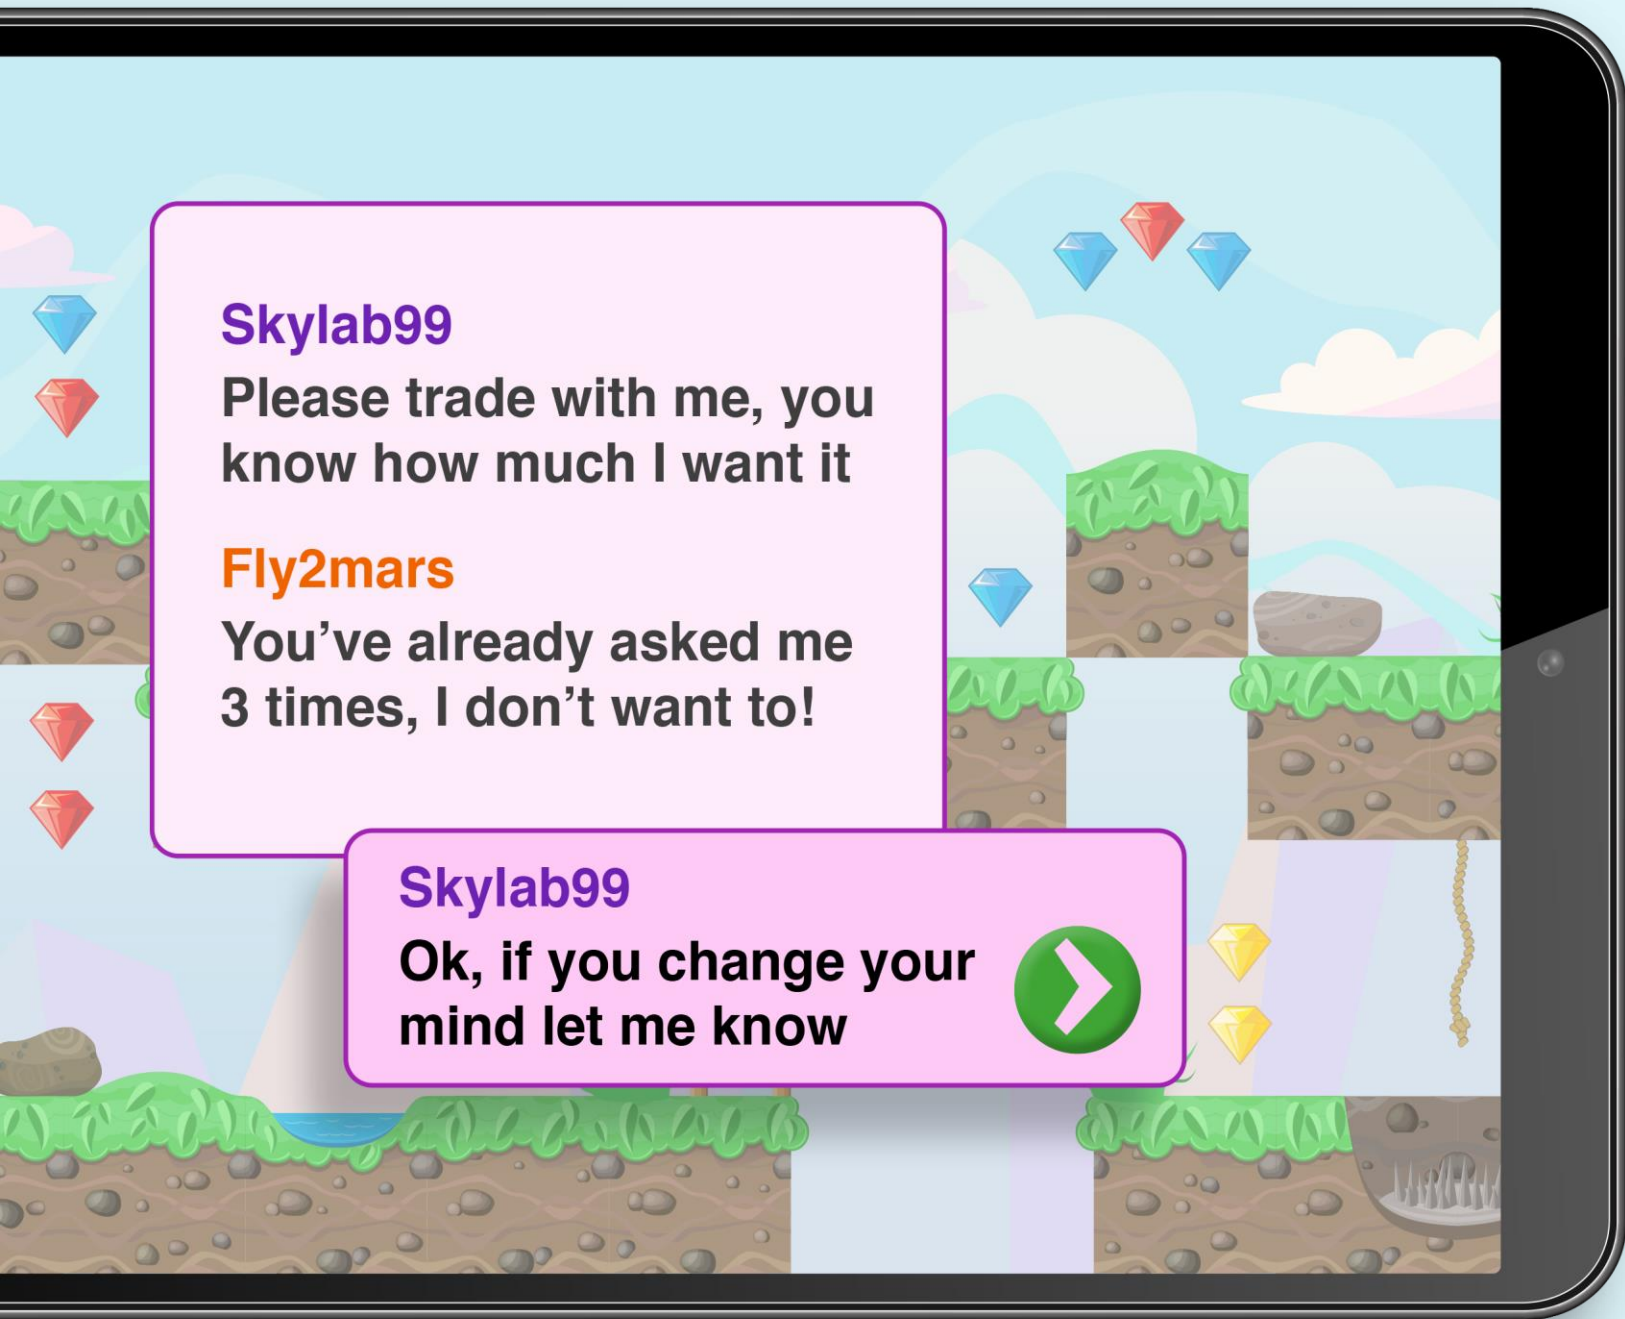 Skylab99
Please trade with me, you
know how much I want it
Fly2mars
You’ve already asked me
3 times, I don’t want to!
Skylab99
Ok, if you change your
mind let me know